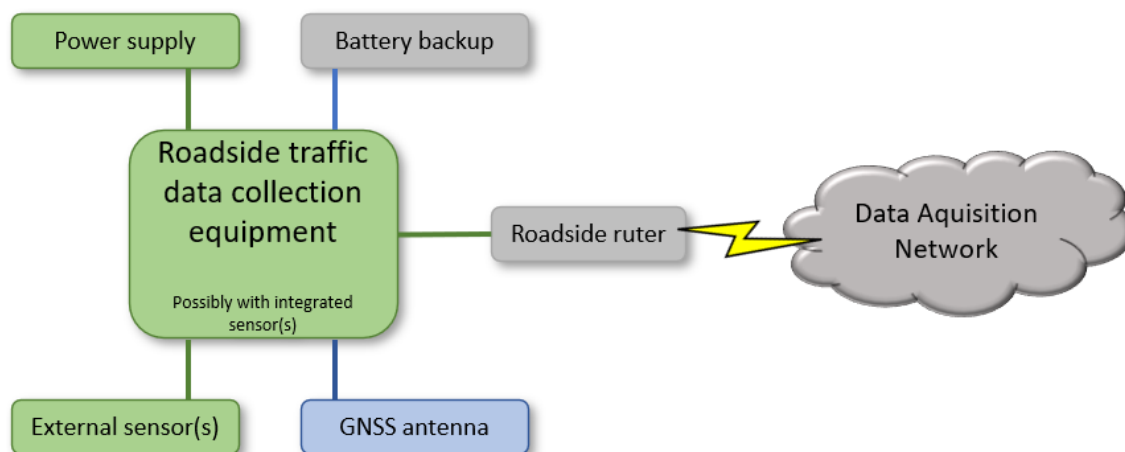 Power supply
Battery backup
Roadside traffic
data collection
equipment
Possibly with integrated
sensor(s)
Roadside ruter
Data Aquisition
Network
External sensor(s)
GNSS antenna